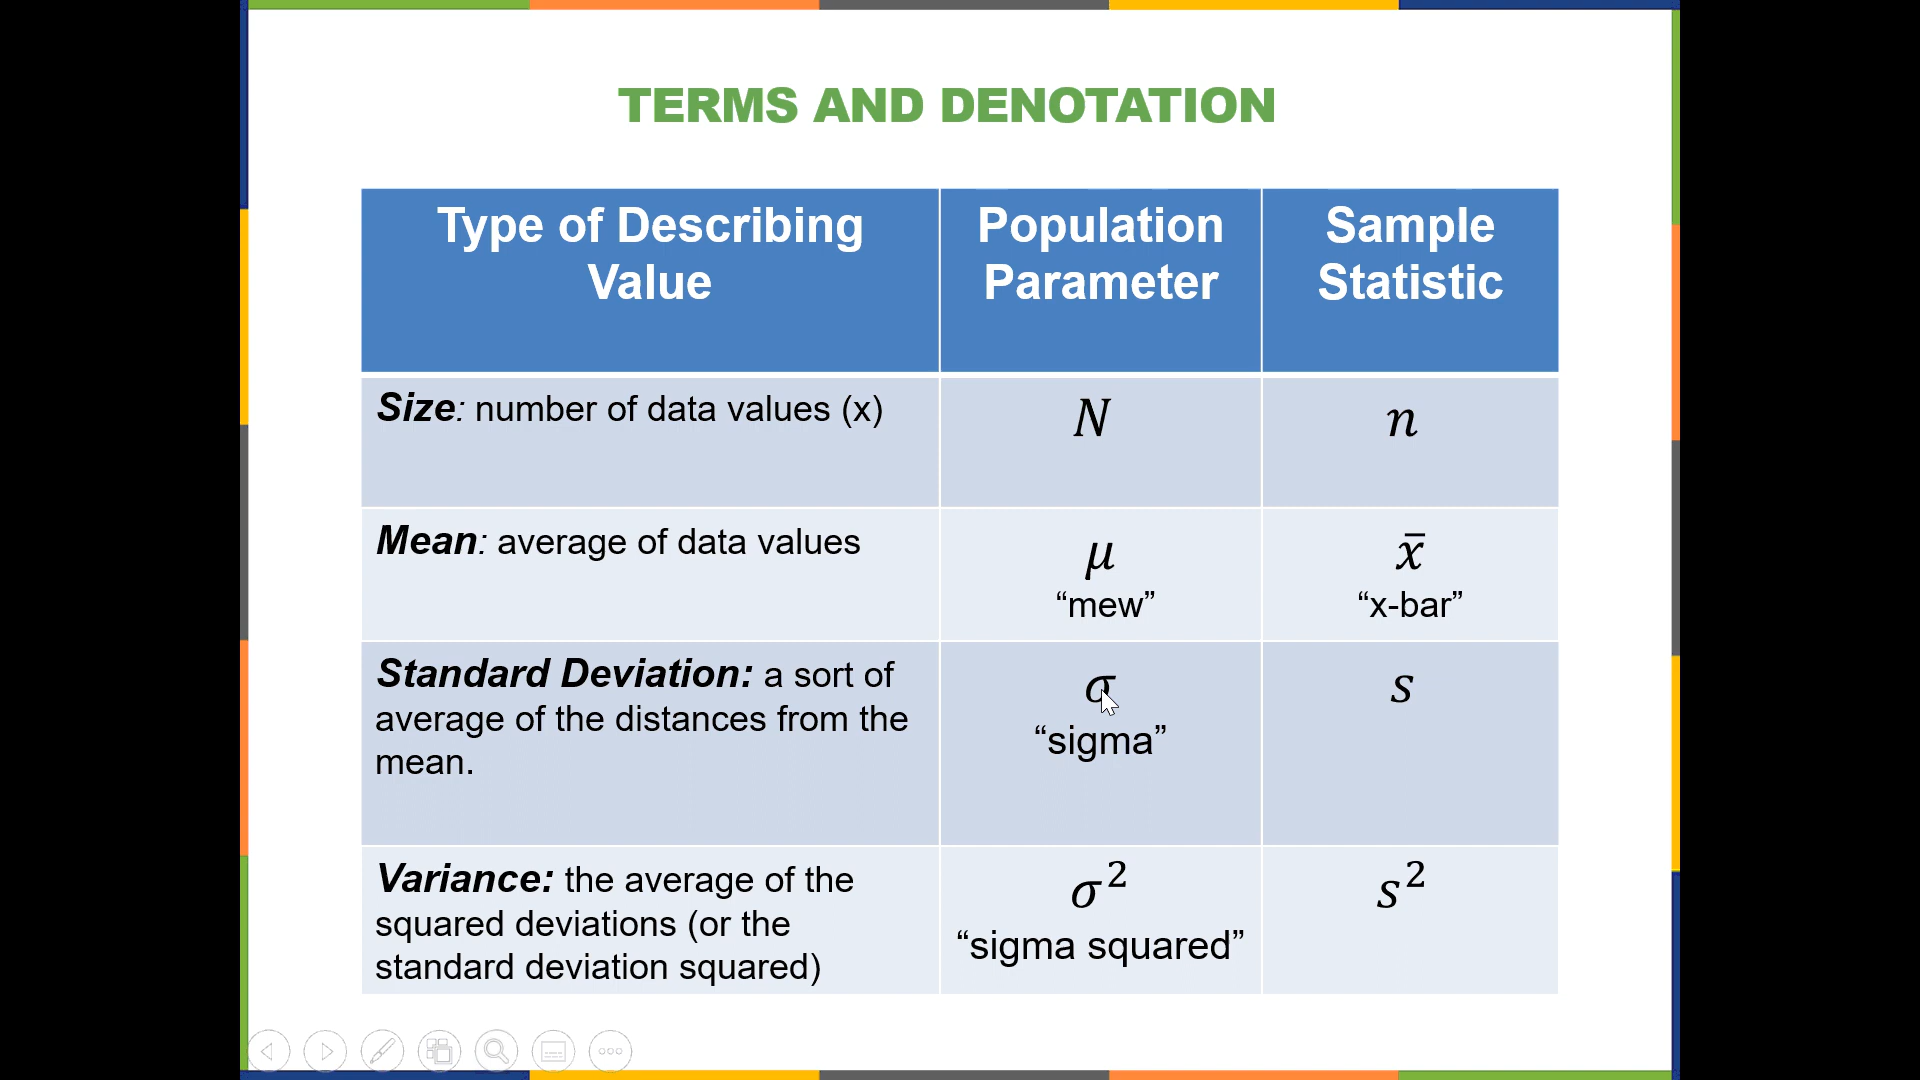 TERMS AND DENOTATION
Type of Describing
Value
Population
Parameter
Sample
Statistic
Size: number of data values (x)
N
n
Mean: average of data values
μ
“mew”
x̄
“x-bar”
Standard Deviation: a sort of
average of the distances from the
mean.
σ
“sigma”
s
Variance: the average of the
squared deviations (or the
standard deviation squared)
σ²
“sigma squared”
s²